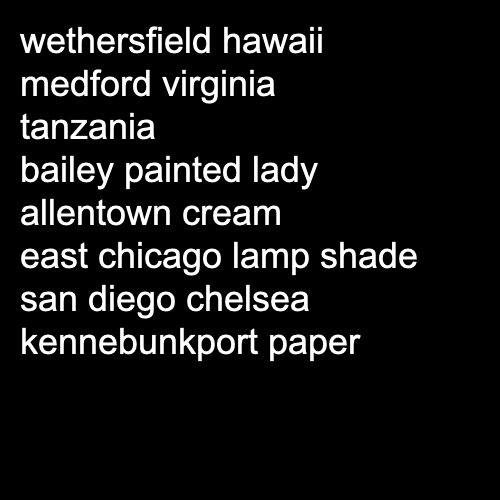 wethersfield hawaii
medford virginia
tanzania
bailey painted lady
allentown cream
east chicago lamp shade
san diego chelsea
kennebunkport paper